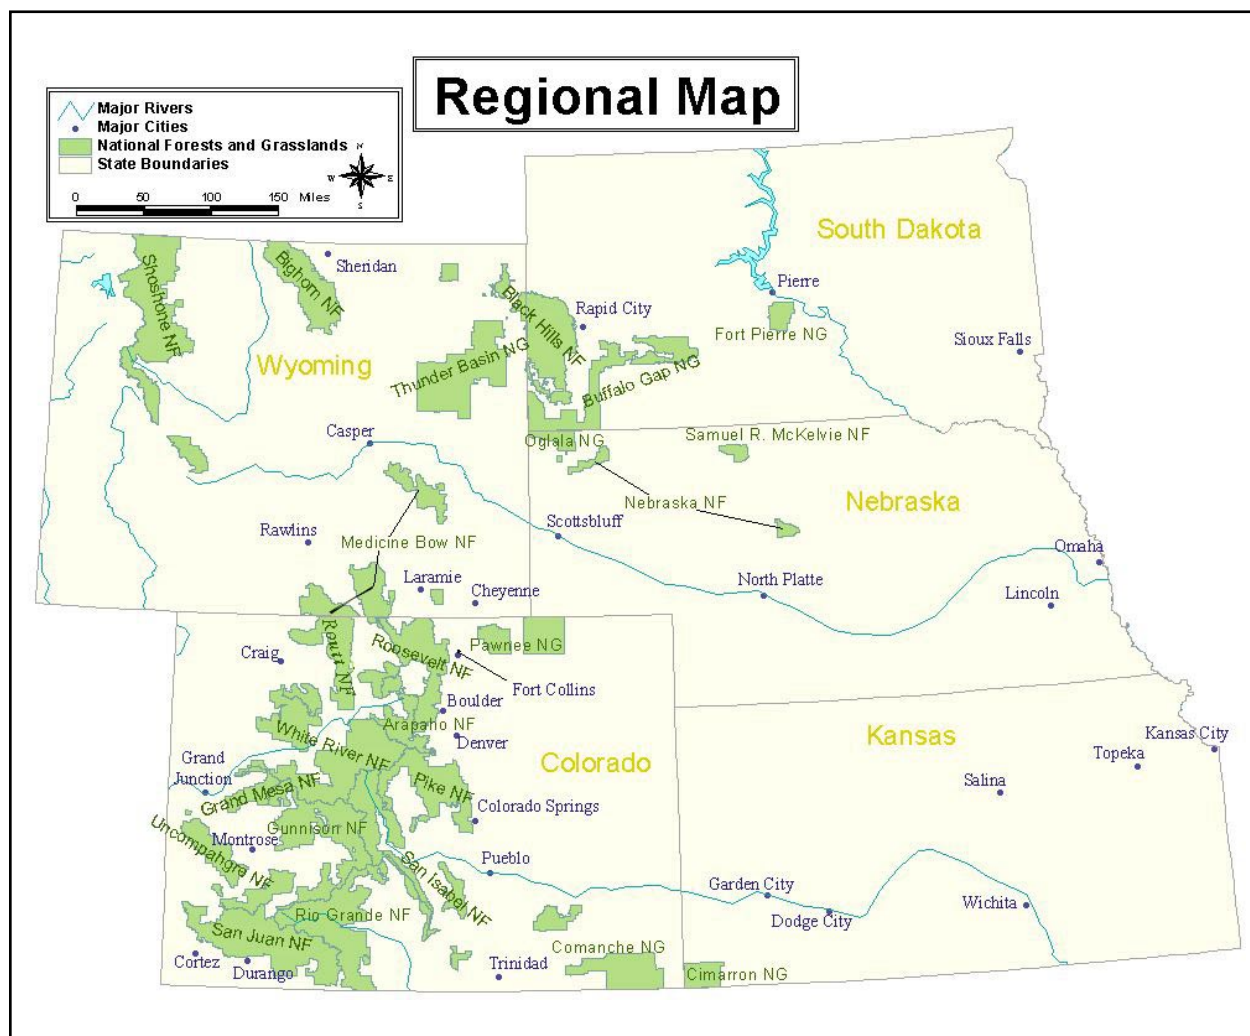 Regional Map
Major Rivers
Major Cities
National Forests and Grasslands
State Boundaries
N
W
E
S
0 50 100 150 Miles
South Dakota
Pierre
Fort Pierre NG
Sioux Falls
Rapid City
Black Hills NF
Buffalo Gap NG
Shoshone NF
Bighorn NF
Sheridan
Wyoming
Thunder Basin NG
Casper
Rawlins
Medicine Bow NF
Laramie
Cheyenne
Oglala NG
Samuel R. McKelvie NF
Nebraska NF
Nebraska
Scottsbluff
North Platte
Omaha
Lincoln
Routt NF
Roosevelt NF
Pawnee NG
Craig
Fort Collins
Boulder
Arapaho NF
Denver
White River NF
Colorado
Grand
Junction
Grand Mesa NF
Pike NF
Colorado Springs
Uncompahgre NF
Montrose
Gunnison NF
San Isabel NF
Pueblo
Rio Grande NF
San Juan NF
Cortez
Durango
Trinidad
Comanche NG
Cimarron NG
Kansas
Kansas City
Topeka
Salina
Garden City
Dodge City
Wichita